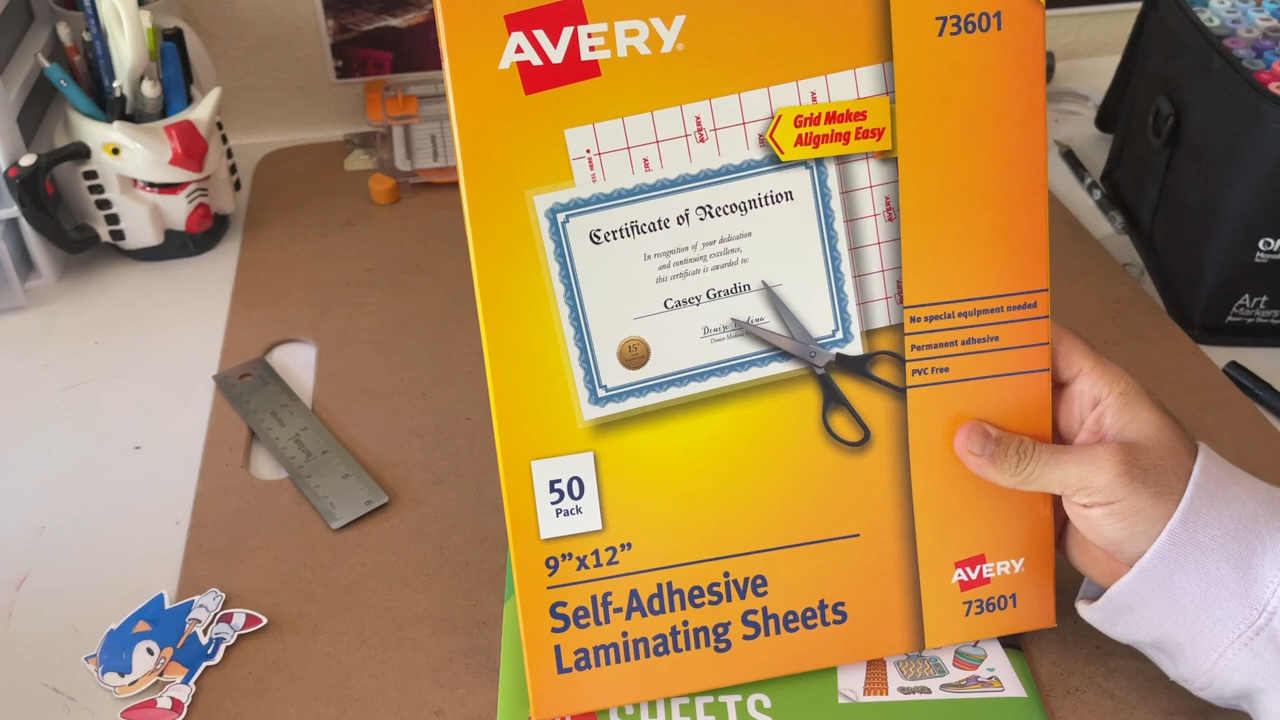 AVERY®
73601
Grid Makes
Aligning Easy
AVERY
Certificate of Recognition
In recognition of your dedication
and continuing excellence,
this certificate is awarded to:
Casey Gradin
15th
No special equipment needed
Permanent adhesive
PVC Free
50
Pack
9”x12”
Self-Adhesive
Laminating Sheets
AVERY
73601
SHEETS
Art
Markers